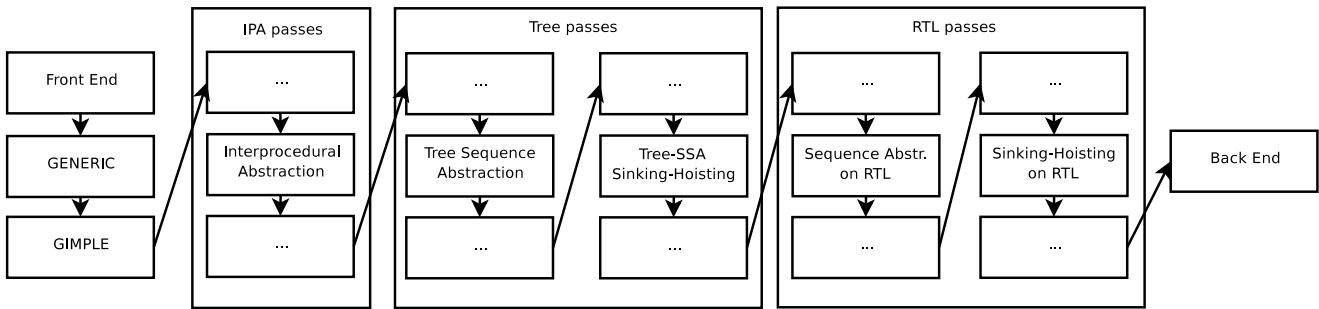 Front End
GENERIC
GIMPLE
IPA passes
...
Interprocedural
Abstraction
...
Tree passes
...
Tree Sequence
Abstraction
...
...
Tree-SSA
Sinking-Hoisting
...
RTL passes
...
Sequence Abstr.
on RTL
...
...
Sinking-Hoisting
on RTL
...
Back End